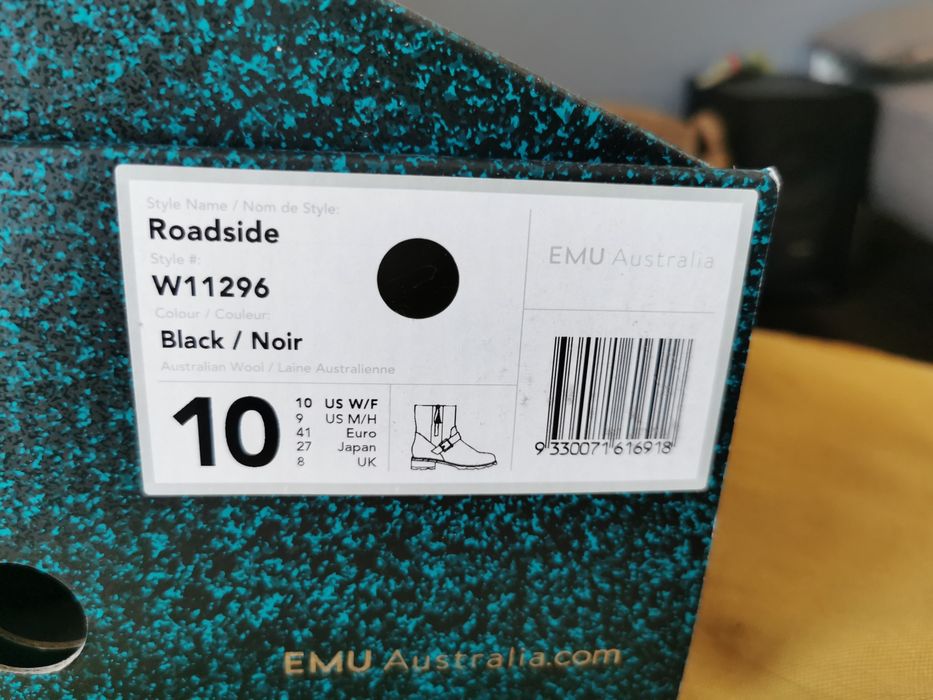 Style Name / Nom de Style:
Roadside
Style #:
W11296
Colour / Couleur:
Black / Noir
Australian Wool / Laine Australienne
10
10 US W/F
9 US M/H
41 Euro
27 Japan
8 UK
EMU Australia
9 330071 616918
EMU Australia.com